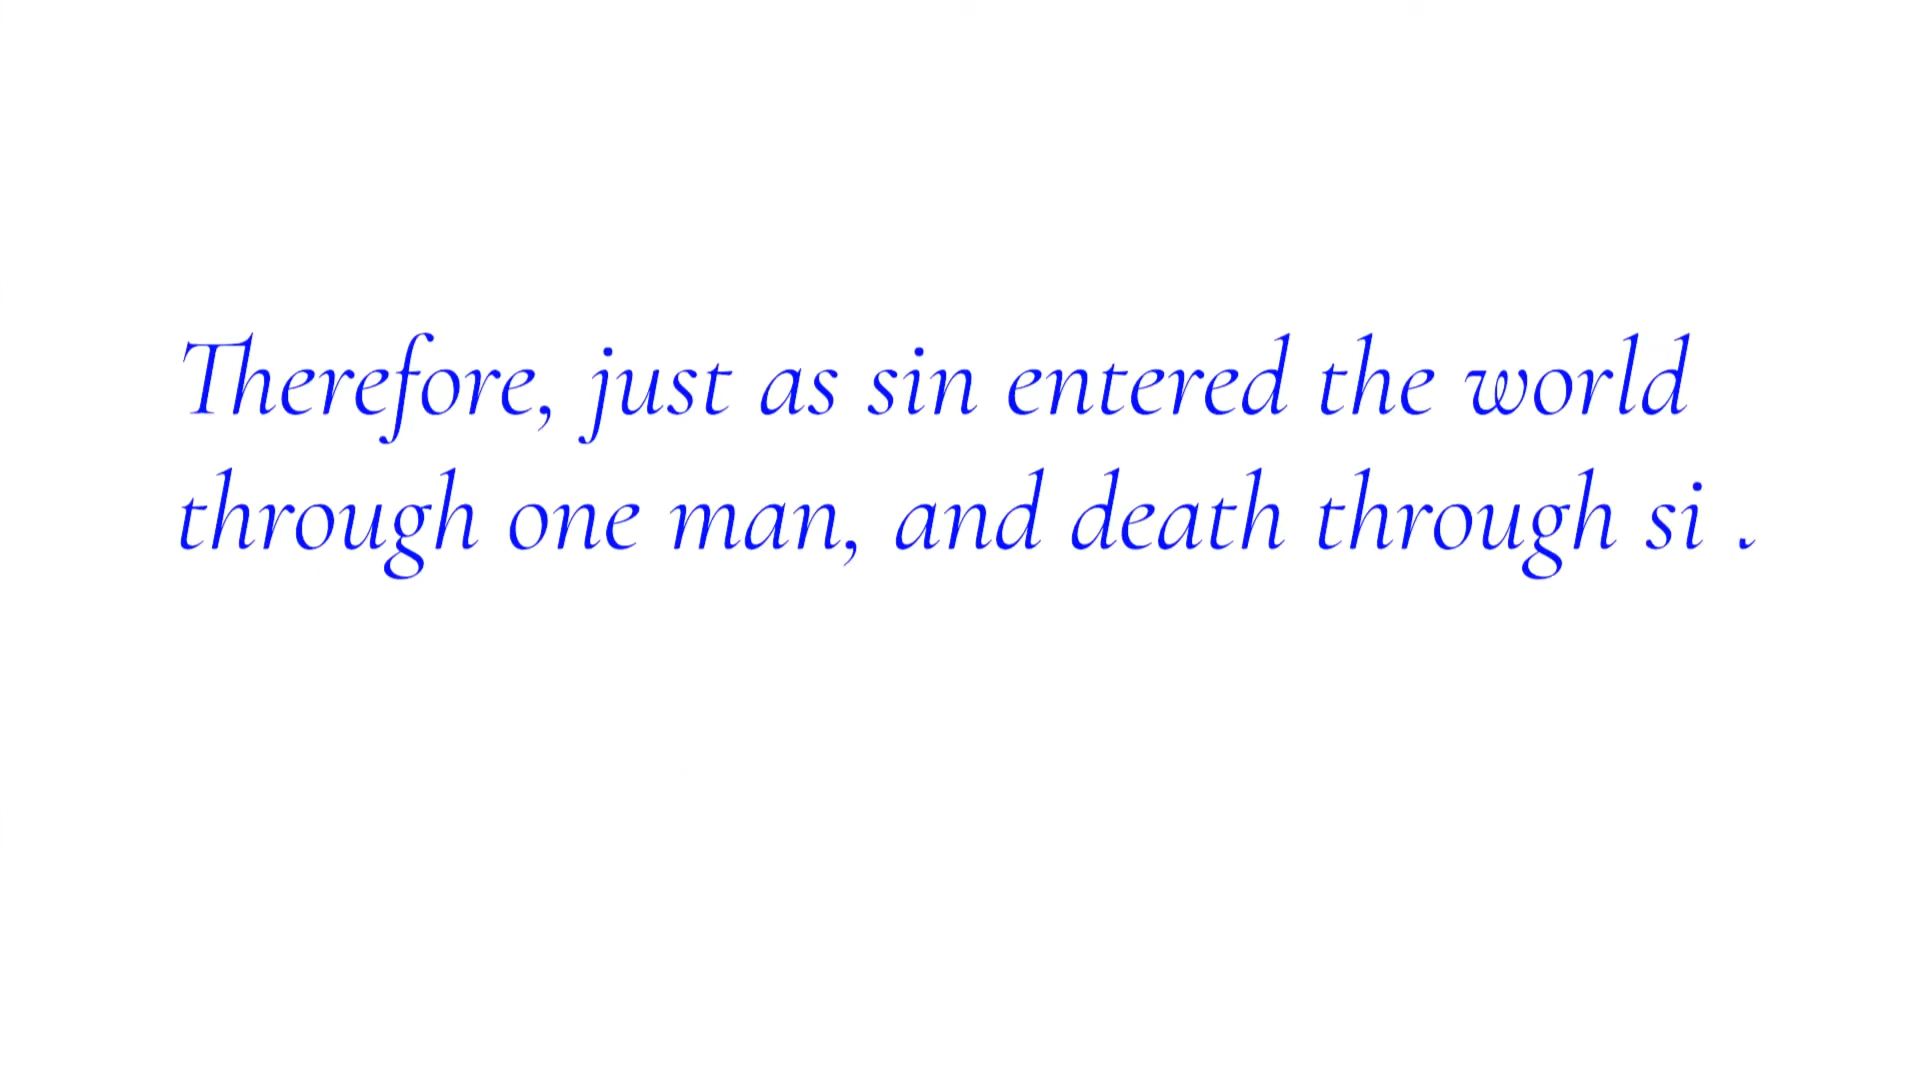 Therefore, just as sin entered the world
through one man, and death through si .